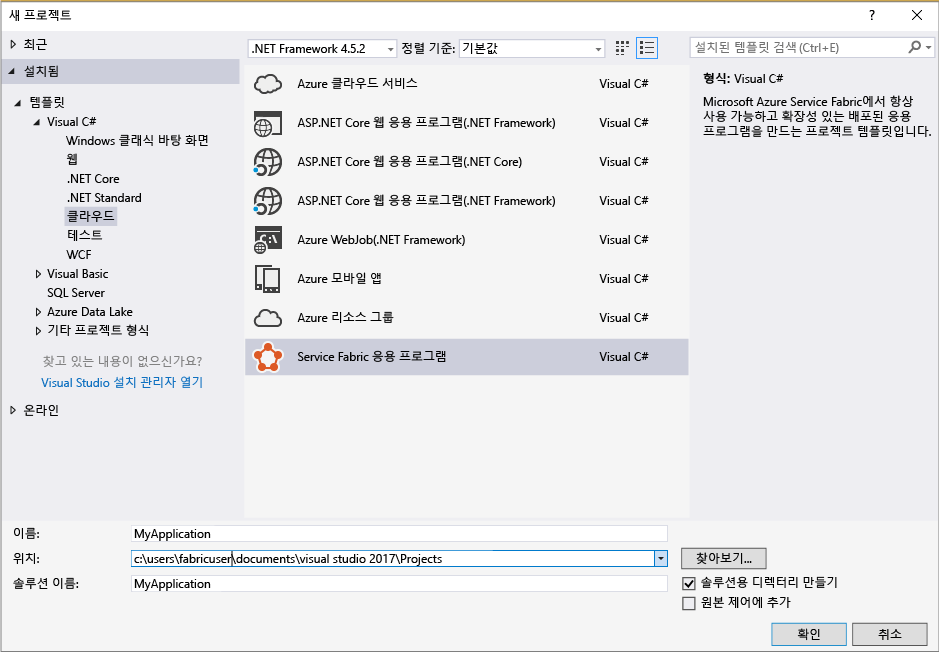 새 프로젝트
?
최근
설치됨
템플릿
Visual C#
Windows 클래식 바탕 화면
웹
.NET Core
.NET Standard
클라우드
테스트
WCF
Visual Basic
SQL Server
Azure Data Lake
기타 프로젝트 형식
찾고 있는 내용이 없으신가요?
Visual Studio 설치 관리자 열기
온라인
.NET Framework 4.5.2 정렬 기준: 기본값
Azure 클라우드 서비스 Visual C#
ASP.NET Core 웹 응용 프로그램(.NET Framework) Visual C#
ASP.NET Core 웹 응용 프로그램(.NET Core) Visual C#
ASP.NET Core 웹 응용 프로그램(.NET Framework) Visual C#
Azure WebJob(.NET Framework) Visual C#
Azure 모바일 앱 Visual C#
Azure 리소스 그룹 Visual C#
Service Fabric 응용 프로그램 Visual C#
설치된 템플릿 검색(Ctrl+E)
형식: Visual C#
Microsoft Azure Service Fabric에서 항상
사용 가능하고 확장성 있는 배포된 응용
프로그램을 만드는 프로젝트 템플릿입니다.
이름: MyApplication
위치: c:\users\fabricuser\documents\visual studio 2017\Projects 찾아보기...
솔루션 이름: MyApplication
솔루션용 디렉터리 만들기
원본 제어에 추가
확인 취소